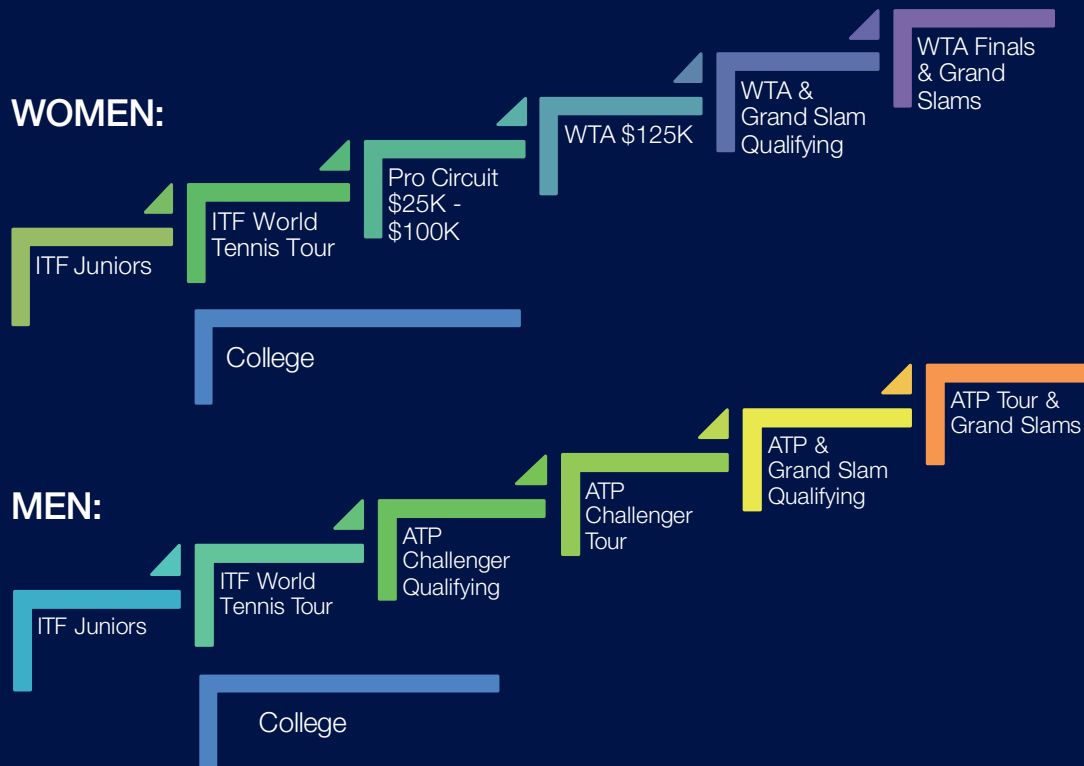 WOMEN:
ITF Juniors
ITF World
Tennis Tour
Pro Circuit
$25K -
$100K
WTA $125K
WTA &
Grand Slam
Qualifying
WTA Finals
& Grand
Slams
College
MEN:
ITF Juniors
ITF World
Tennis Tour
ATP
Challenger
Qualifying
ATP
Challenger
Tour
ATP &
Grand Slam
Qualifying
ATP Tour &
Grand Slams
College